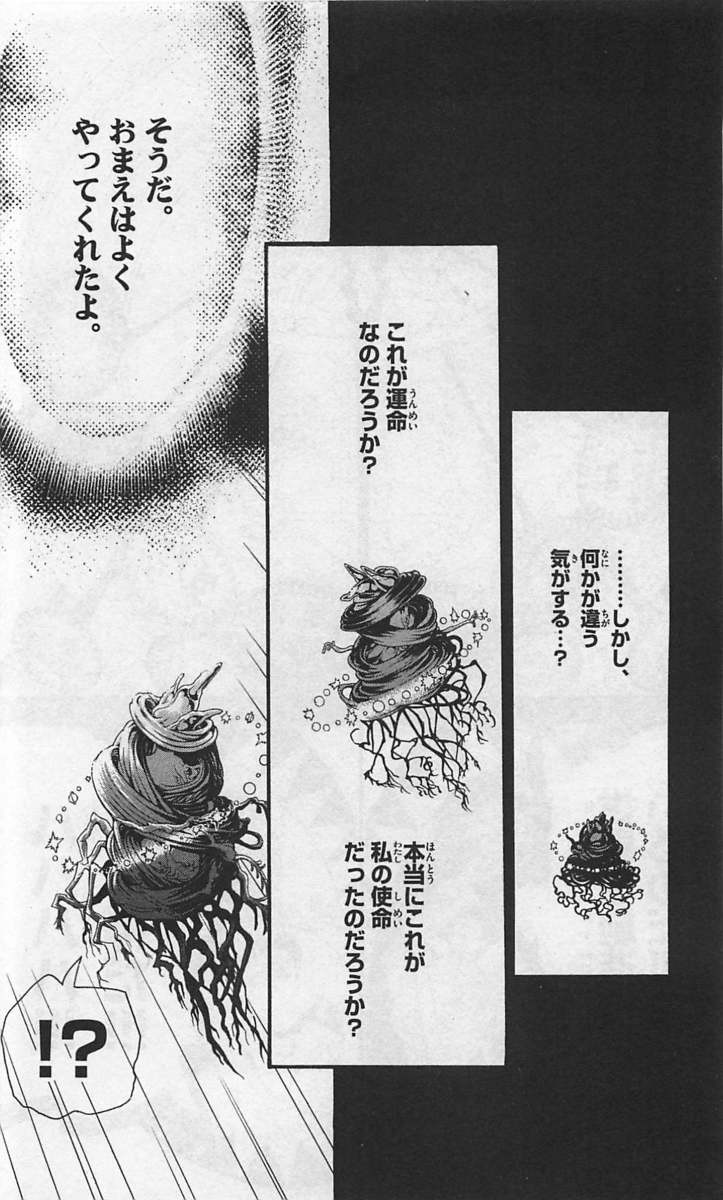 ………しかし、
何かが違う
気がする…?
これが運命
なのだろうか?
本当にこれが
私の使命
だったのだろうか?
そうだ。
おまえはよく
やってくれたよ。
!?